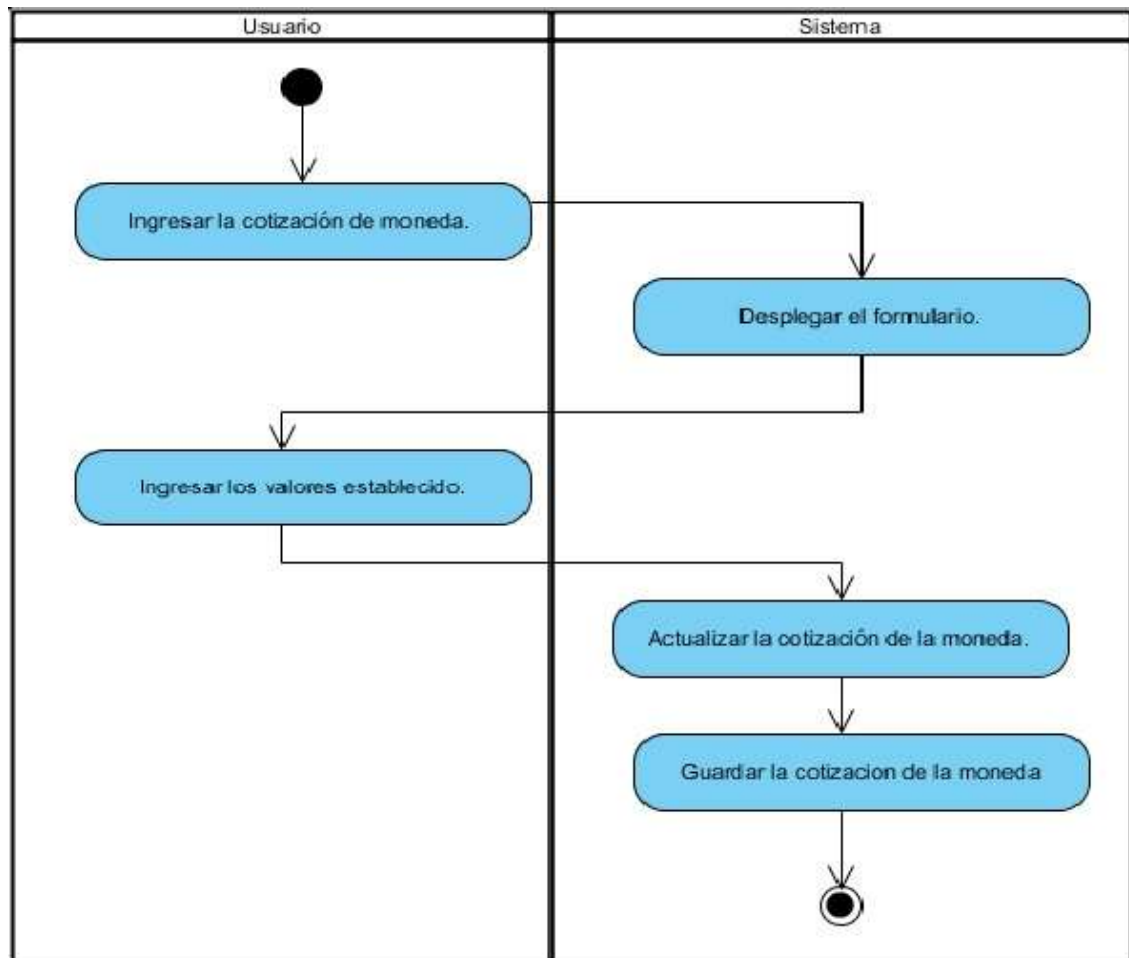 Usuario
Sistema
Ingresar la cotización de moneda.
Desplegar el formulario.
Ingresar los valores establecido.
Actualizar la cotización de la moneda.
Guardar la cotizacion de la moneda